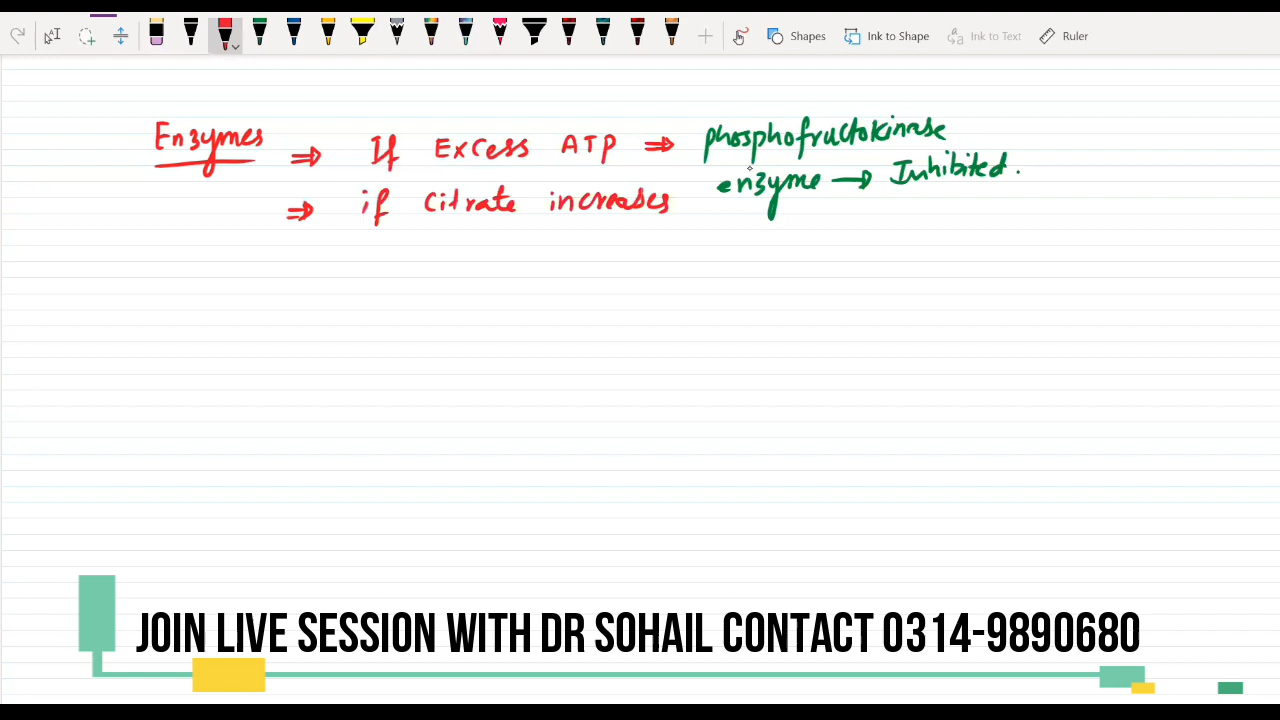 Shapes
Ink to Shape
Ink to Text
Ruler
Enzymes ⇒ If Excess ATP ⇒ phosphofructokinase
enzyme → Inhibited.
⇒ if citrate increases
JOIN LIVE SESSION WITH DR SOHAIL CONTACT 0314-9890680